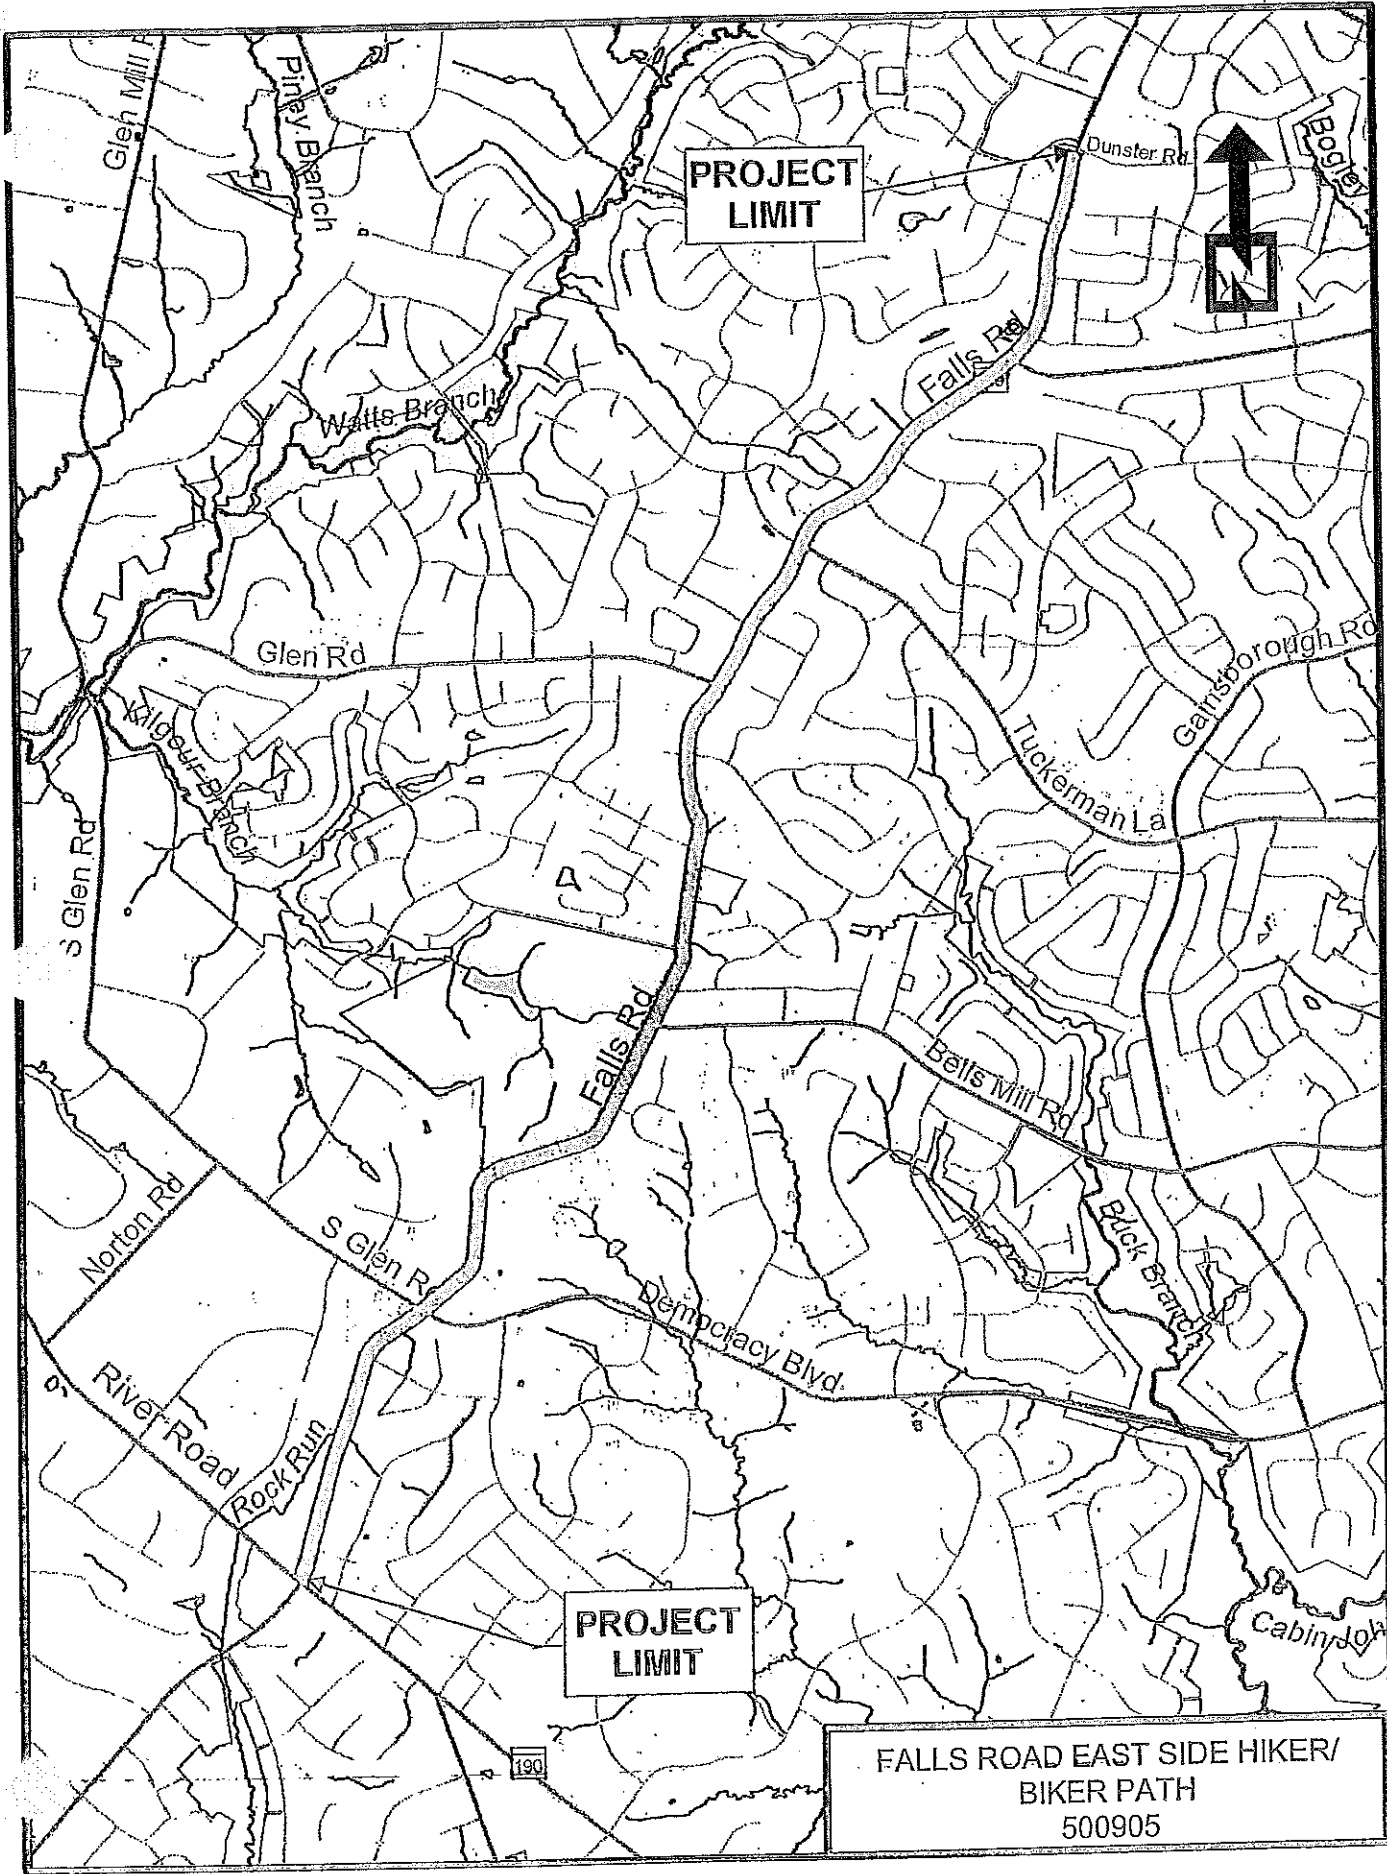 Glen Mill
Piney Branch
PROJECT
LIMIT
Dunster Rd
Bogley
N
Falls Rd
Watts Branch
Glen Rd
Gainsborough Rd
Kilgour Branch
Tuckerman La
S Glen Rd
Falls Rd
Bells Mill Rd
Norton Rd
S Glen R
Buck Branch
Democracy Blvd
River Road
Rock Run
PROJECT
LIMIT
Cabin Joh
190
FALLS ROAD EAST SIDE HIKER/
BIKER PATH
500905